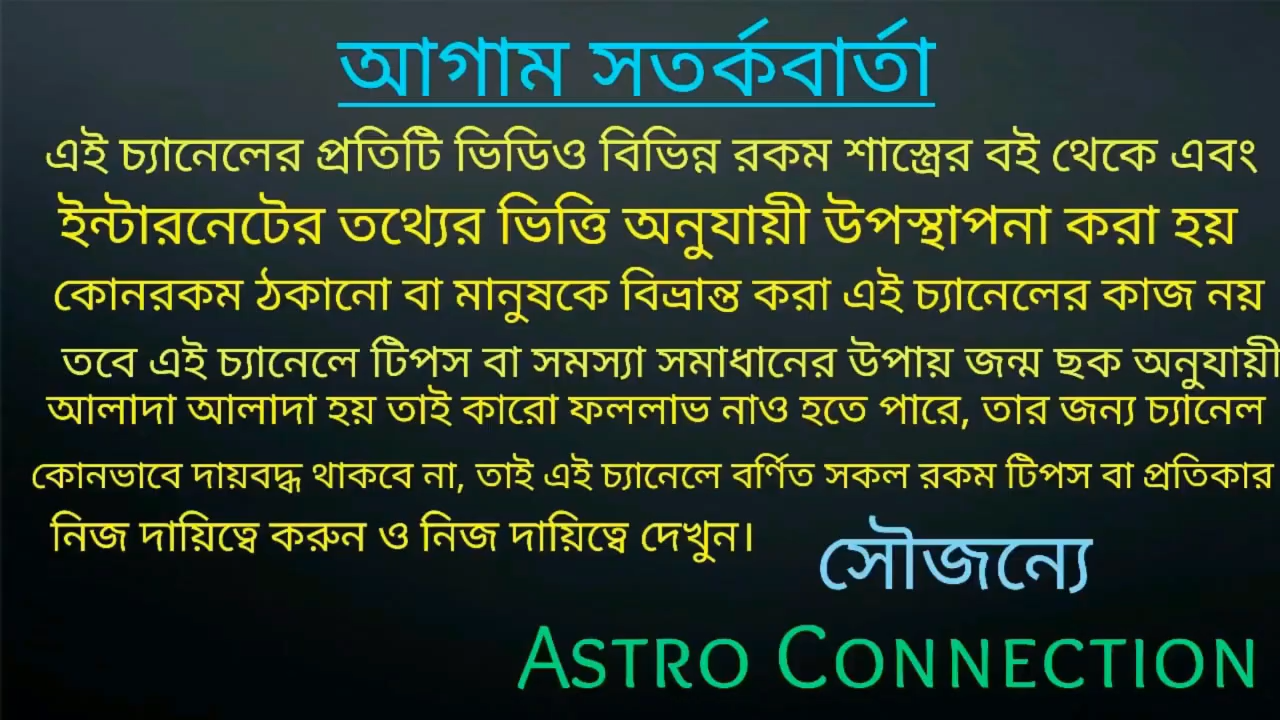 আগাম সতর্কবার্তা
এই চ্যানেলের প্রতিটি ভিডিও বিভিন্ন রকম শাস্ত্রের বই থেকে এবং
ইন্টারনেটের তথ্যের ভিত্তি অনুযায়ী উপস্থাপনা করা হয়
কোনরকম ঠকানো বা মানুষকে বিভ্রান্ত করা এই চ্যানেলের কাজ নয়
তবে এই চ্যানেলে টিপস বা সমস্যা সমাধানের উপায় জন্ম ছক অনুযায়ী
আলাদা আলাদা হয় তাই কারো ফললাভ নাও হতে পারে, তার জন্য চ্যানেল
কোনভাবে দায়বদ্ধ থাকবে না, তাই এই চ্যানেলে বর্ণিত সকল রকম টিপস বা প্রতিকার
নিজ দায়িত্বে করুন ও নিজ দায়িত্বে দেখুন।
সৌজন্যে
ASTRO CONNECTION